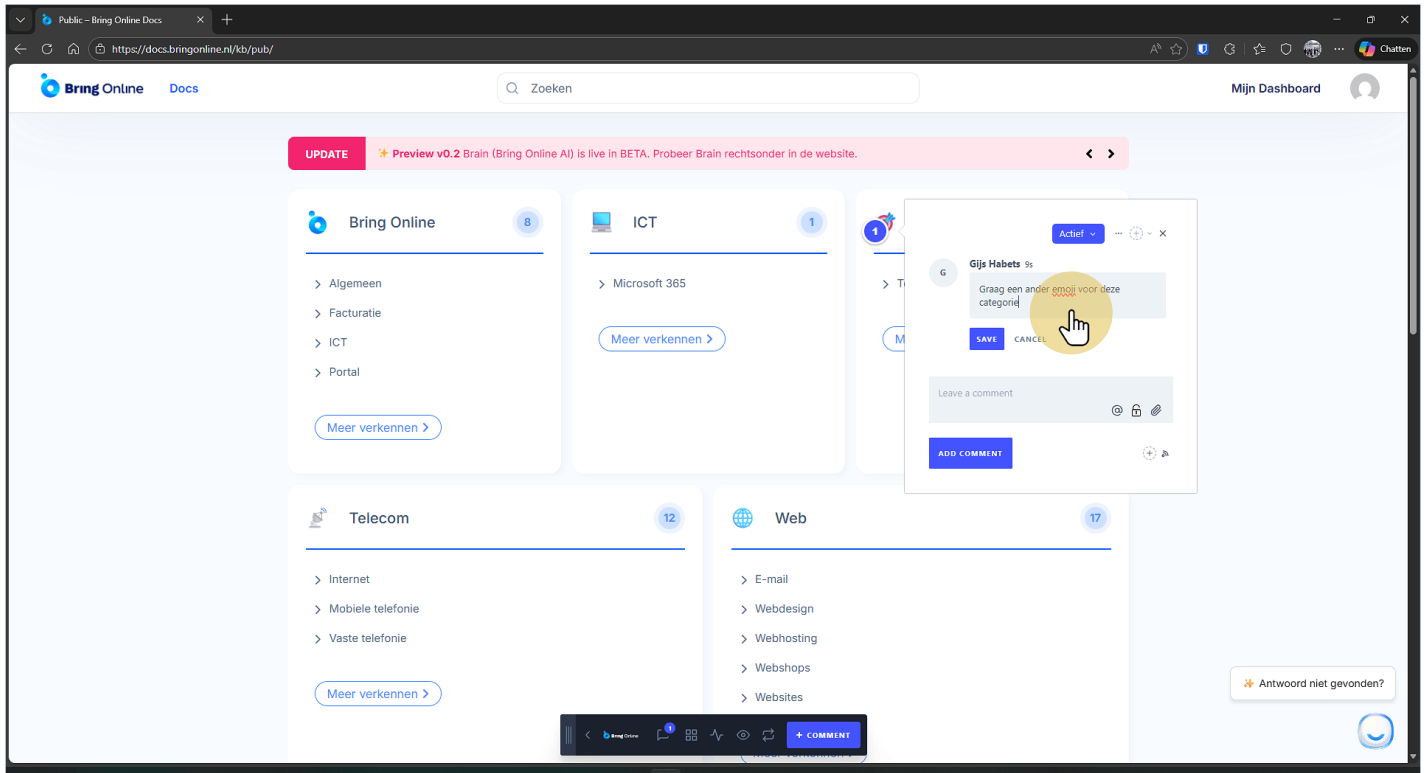 Public – Bring Online Docs
https://docs.bringonline.nl/kb/pub/
Chatten
Bring Online
Docs
Zoeken
Mijn Dashboard
UPDATE
Preview v0.2 Brain (Bring Online AI) is live in BETA. Probeer Brain rechtsonder in de website.
Bring Online
8
Algemeen
Facturatie
ICT
Portal
Meer verkennen
ICT
1
Microsoft 365
Meer verkennen
1
Actief
G
Gijs Habets 9s
Graag een ander emoji voor deze
categorie
SAVE
CANCEL
Leave a comment
ADD COMMENT
Telecom
12
Internet
Mobiele telefonie
Vaste telefonie
Meer verkennen
Web
17
E-mail
Webdesign
Webhosting
Webshops
Websites
Antwoord niet gevonden?
Bring Online
1
+ COMMENT